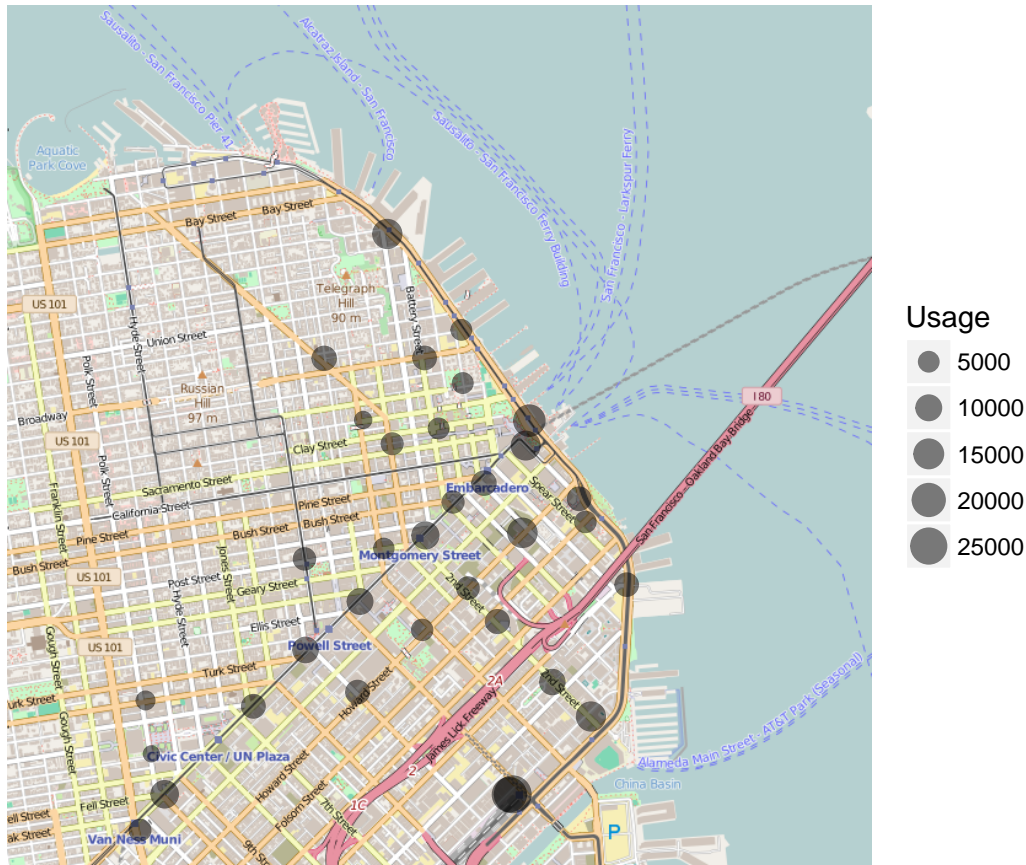 Sausalito - San Francisco Pier 41
Alcatraz Island - San Francisco
Sausalito - San Francisco Ferry Building
San Francisco - Larkspur Ferry
Aquatic
Park Cove
Bay Street
Bay Street
Telegraph
Hill
90 m
US 101
Battery Street
Hyde Street
Union Street
Polk Street
Russian
Hill
97 m
I 80
Broadway
US 101
Clay Street
Polk Street
Sacramento Street
San Francisco - Oakland Bay Bridge
Franklin Street
California Street
Embarcadero
Spear Street
Pine Street
Pine Street
Bush Street
Bush Street
Bush Street
Montgomery Street
Jones Street
US 101
Post Street
Geary Street
2nd Street
Hyde Street
Ellis Street
Gough Street
US 101
Powell Street
Turk Street
urk Street
2A
2nd Street
Howard Street
Gough Street
James Lick Freeway
Alameda Main Street - AT&T Park (Seasonal)
Civic Center / UN Plaza
2
China Basin
Howard Street
Fell Street
1C
Folsom Street
7th Street
ell Street
oak Street
Van Ness Muni
9th Str
P
Usage
5000
10000
15000
20000
25000